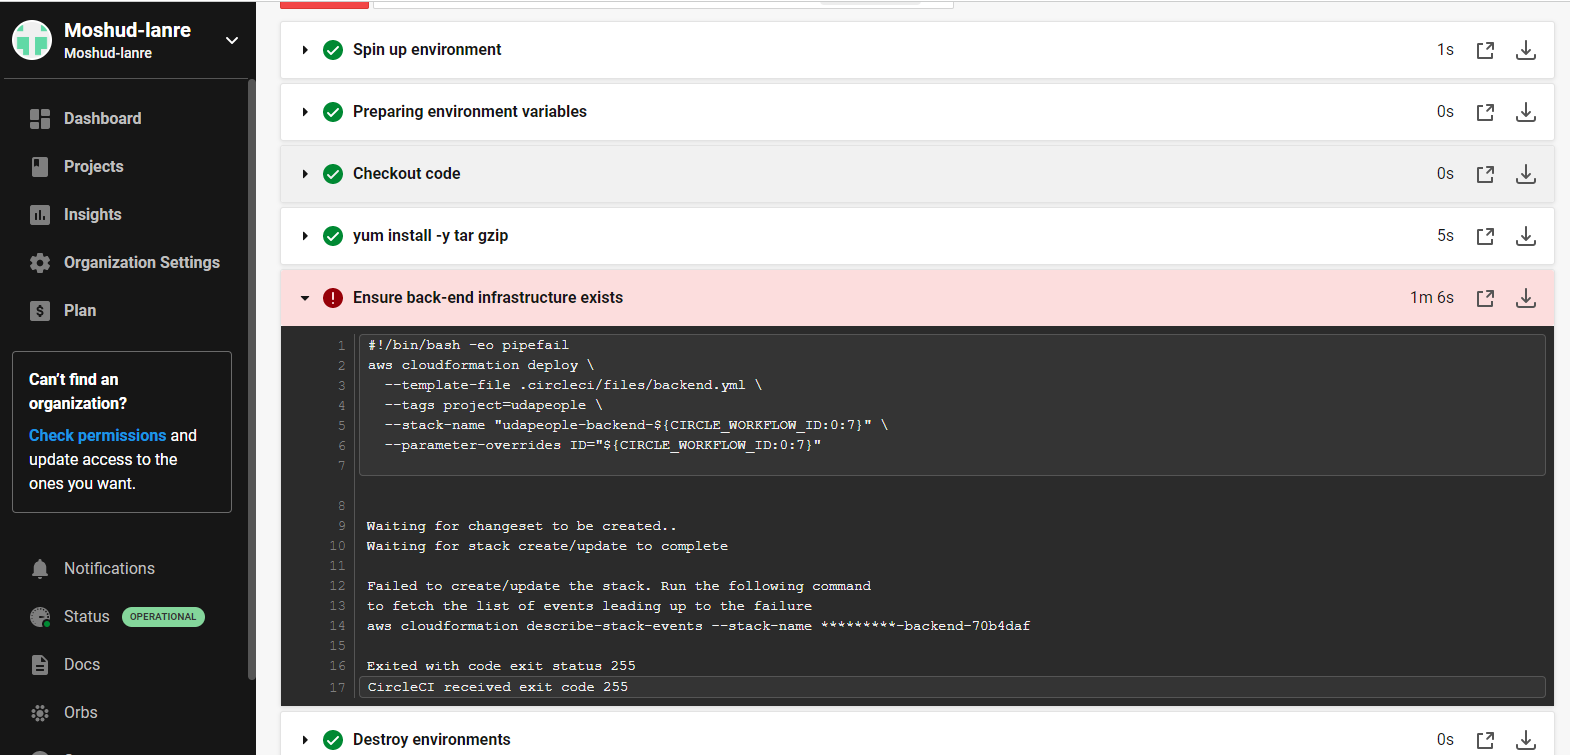 Moshud-lanre
Moshud-lanre
Dashboard
Projects
Insights
Organization Settings
Plan
Can't find an
organization?
Check permissions and
update access to the
ones you want.
Notifications
Status OPERATIONAL
Docs
Orbs
Spin up environment 1s
Preparing environment variables 0s
Checkout code 0s
yum install -y tar gzip 5s
Ensure back-end infrastructure exists 1m 6s
1 #!/bin/bash -eo pipefail
2 aws cloudformation deploy \
3 --template-file .circleci/files/backend.yml \
4 --tags project=udapeople \
5 --stack-name "udapeople-backend-${CIRCLE_WORKFLOW_ID:0:7}" \
6 --parameter-overrides ID="${CIRCLE_WORKFLOW_ID:0:7}"
7
8
9 Waiting for changeset to be created..
10 Waiting for stack create/update to complete
11
12 Failed to create/update the stack. Run the following command
13 to fetch the list of events leading up to the failure
14 aws cloudformation describe-stack-events --stack-name *********-backend-70b4daf
15
16 Exited with code exit status 255
17 CircleCI received exit code 255
Destroy environments 0s